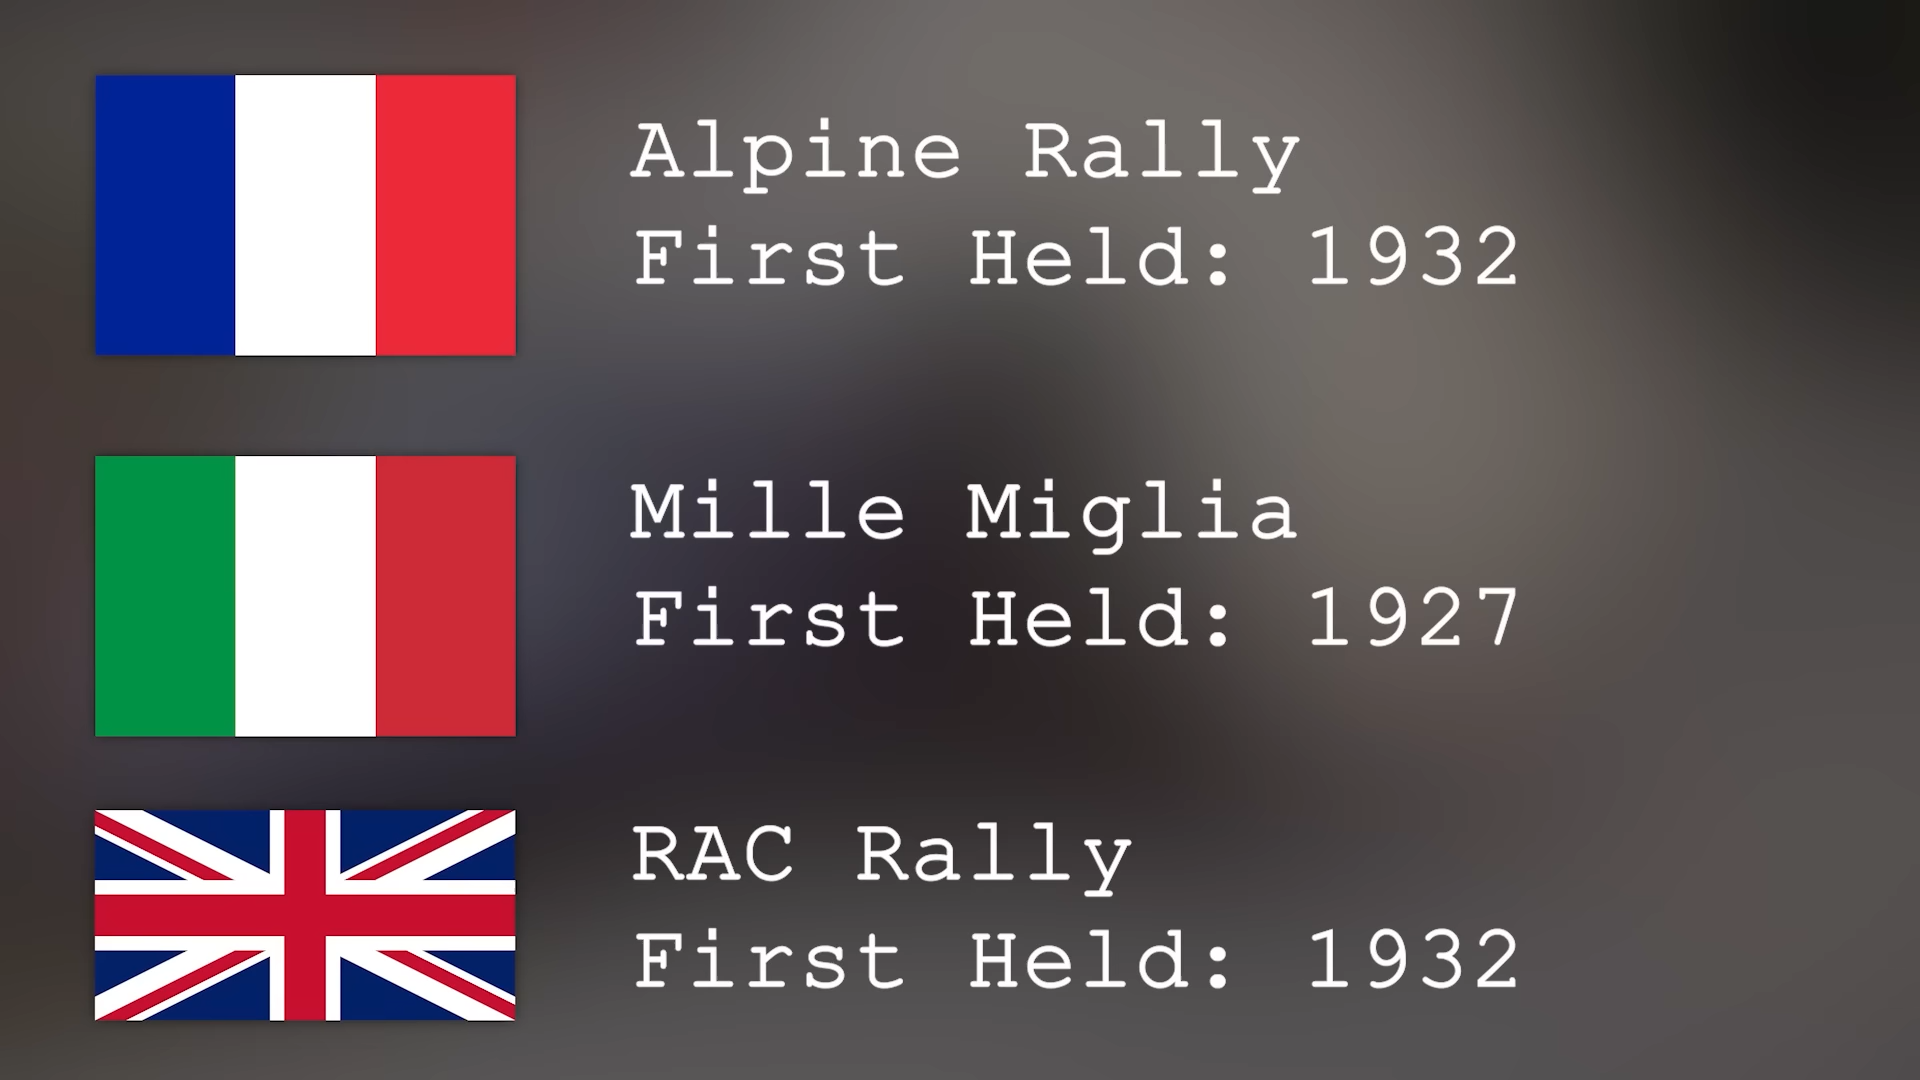 Alpine Rally
First Held: 1932
Mille Miglia
First Held: 1927
RAC Rally
First Held: 1932